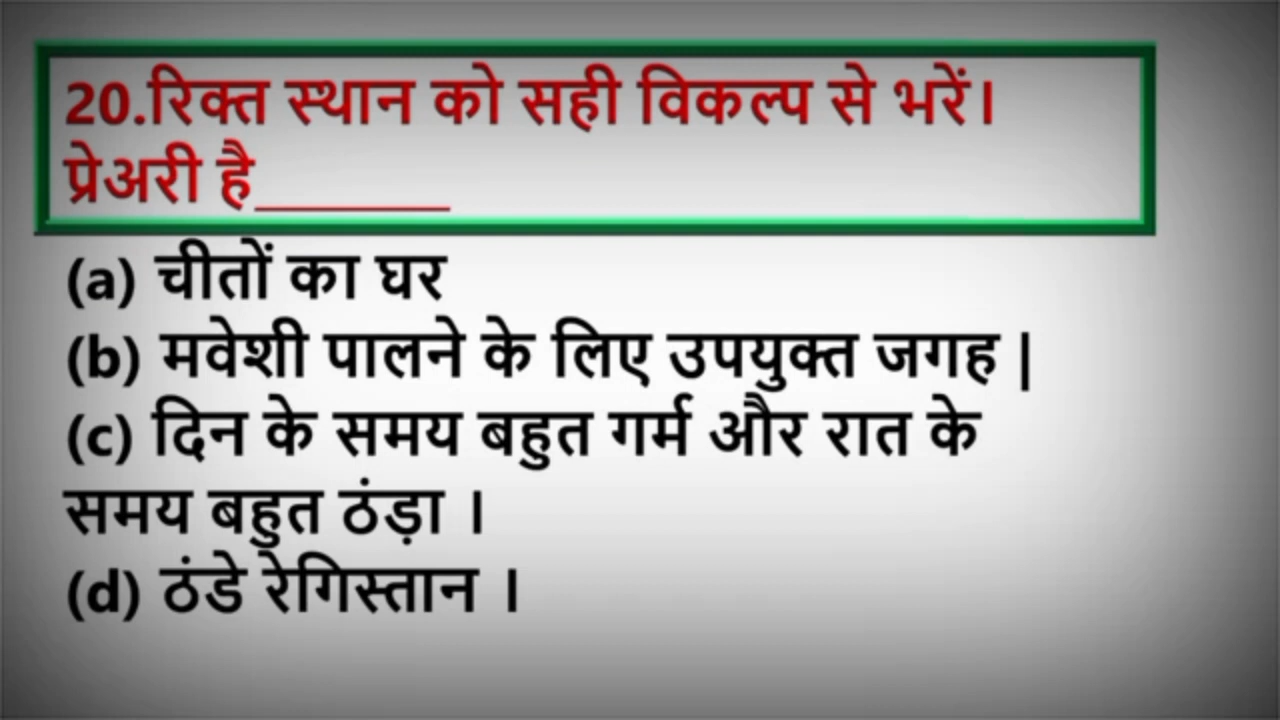 20.रिक्त स्थान को सही विकल्प से भरें।
प्रेअरी है_______
(a) चीतों का घर
(b) मवेशी पालने के लिए उपयुक्त जगह |
(c) दिन के समय बहुत गर्म और रात के
समय बहुत ठंड़ा ।
(d) ठंडे रेगिस्तान ।